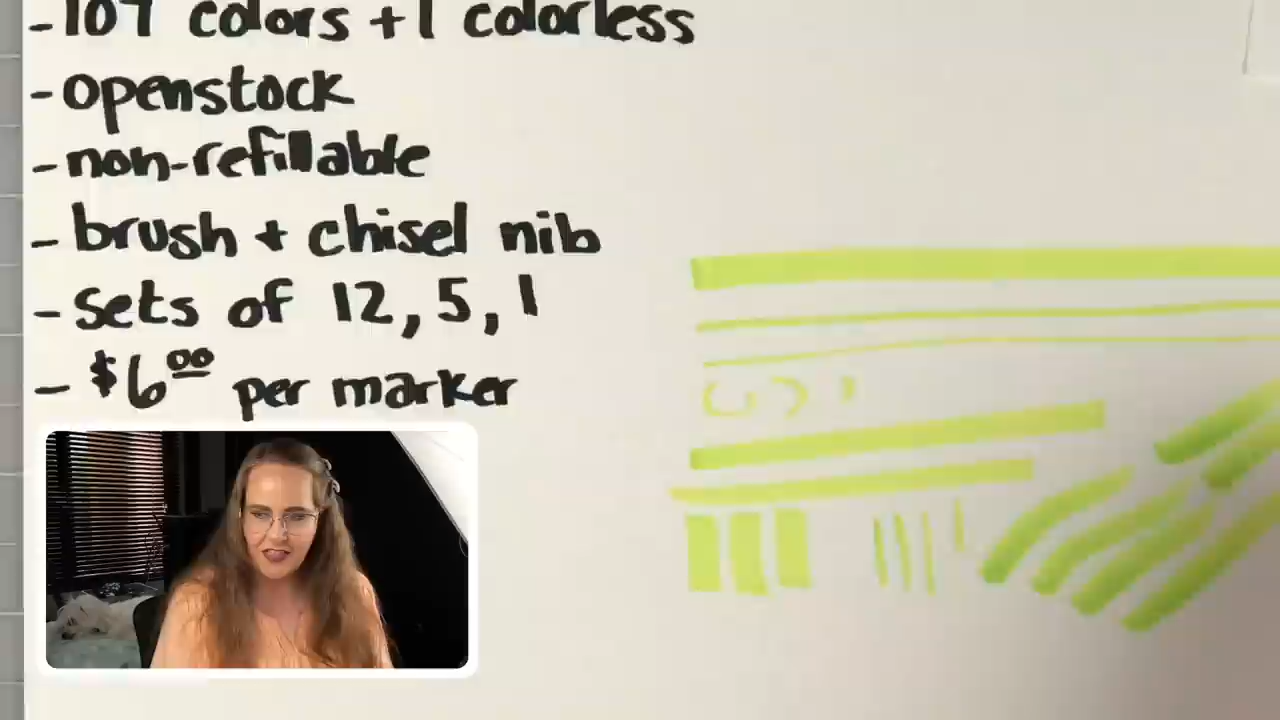 -107 colors +1 colorless
-openstock
-non-refillable
- brush + chisel nib
- sets of 12, 5, 1
- $6⁰⁰ per marker